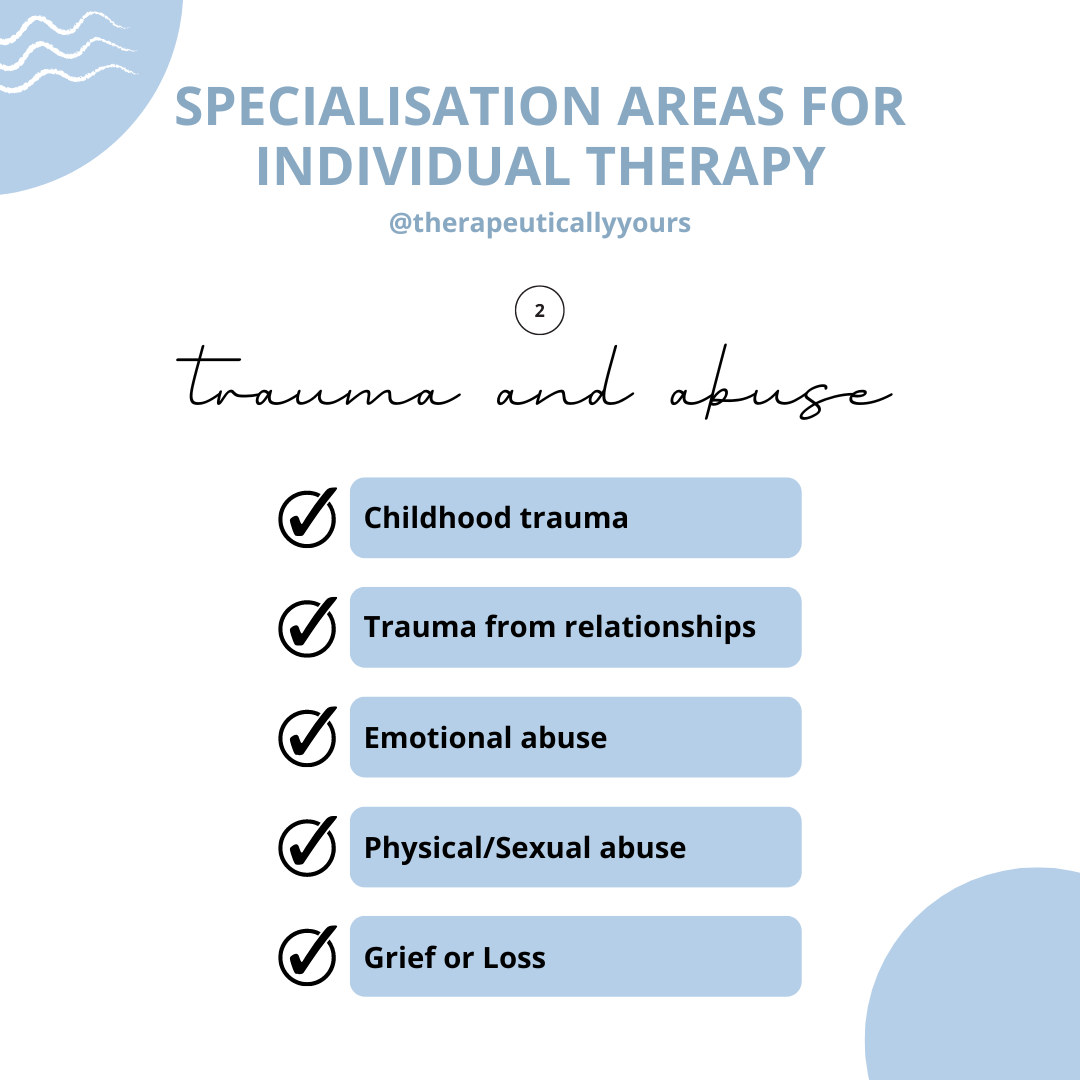 SPECIALISATION AREAS FOR
INDIVIDUAL THERAPY
@therapeuticallyyours
2
trauma and abuse
Childhood trauma
Trauma from relationships
Emotional abuse
Physical/Sexual abuse
Grief or Loss